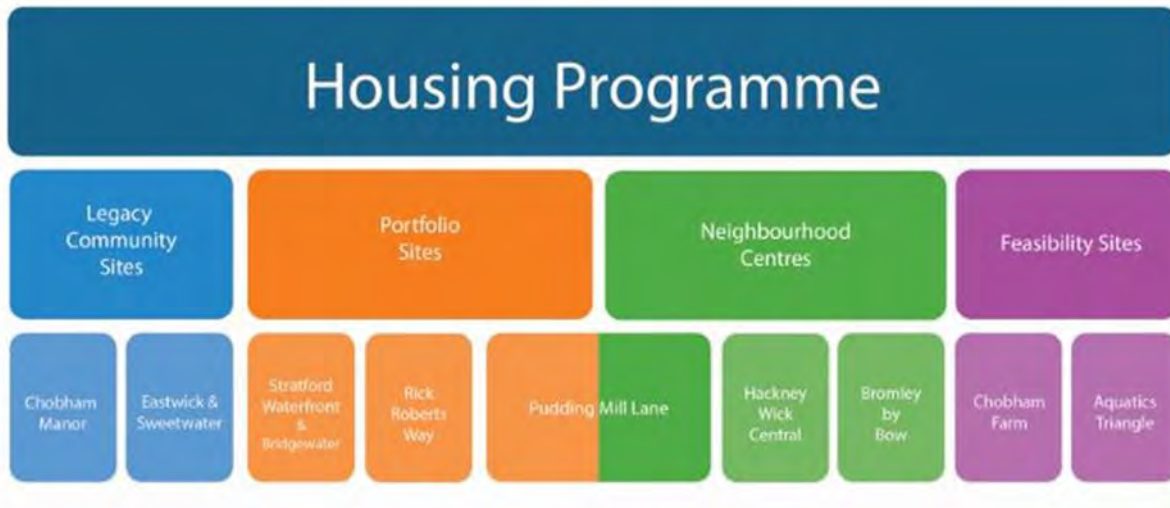 Housing Programme
Legacy
Community
Sites
Portfolio
Sites
Neighbourhood
Centres
Feasibility Sites
Chobham
Manor
Eastwick &
Sweetwater
Stratford
Waterfront
&
Bridgewater
Rick
Roberts
Way
Pudding Mill Lane
Hackney
Wick
Central
Bromley
by
Bow
Chobham
Farm
Aquatics
Triangle